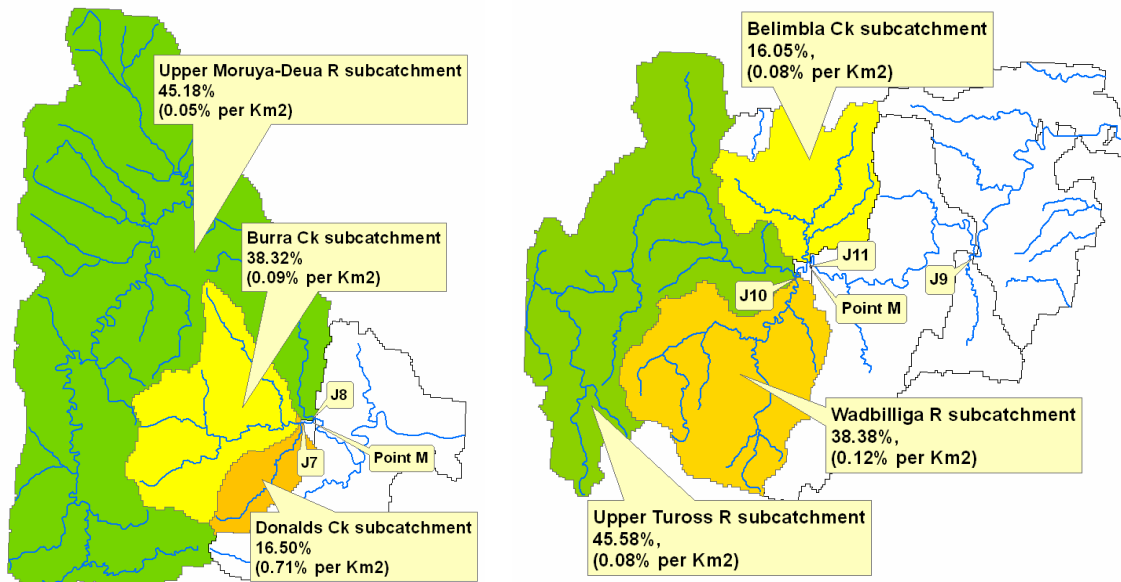 Upper Moruya-Deua R subcatchment
45.18%
(0.05% per Km2)
Burra Ck subcatchment
38.32%
(0.09% per Km2)
J8
Point M
J7
Donalds Ck subcatchment
16.50%
(0.71% per Km2)
Belimbla Ck subcatchment
16.05%,
(0.08% per Km2)
J11
J9
J10
Point M
Wadbilliga R subcatchment
38.38%,
(0.12% per Km2)
Upper Tuross R subcatchment
45.58%,
(0.08% per Km2)